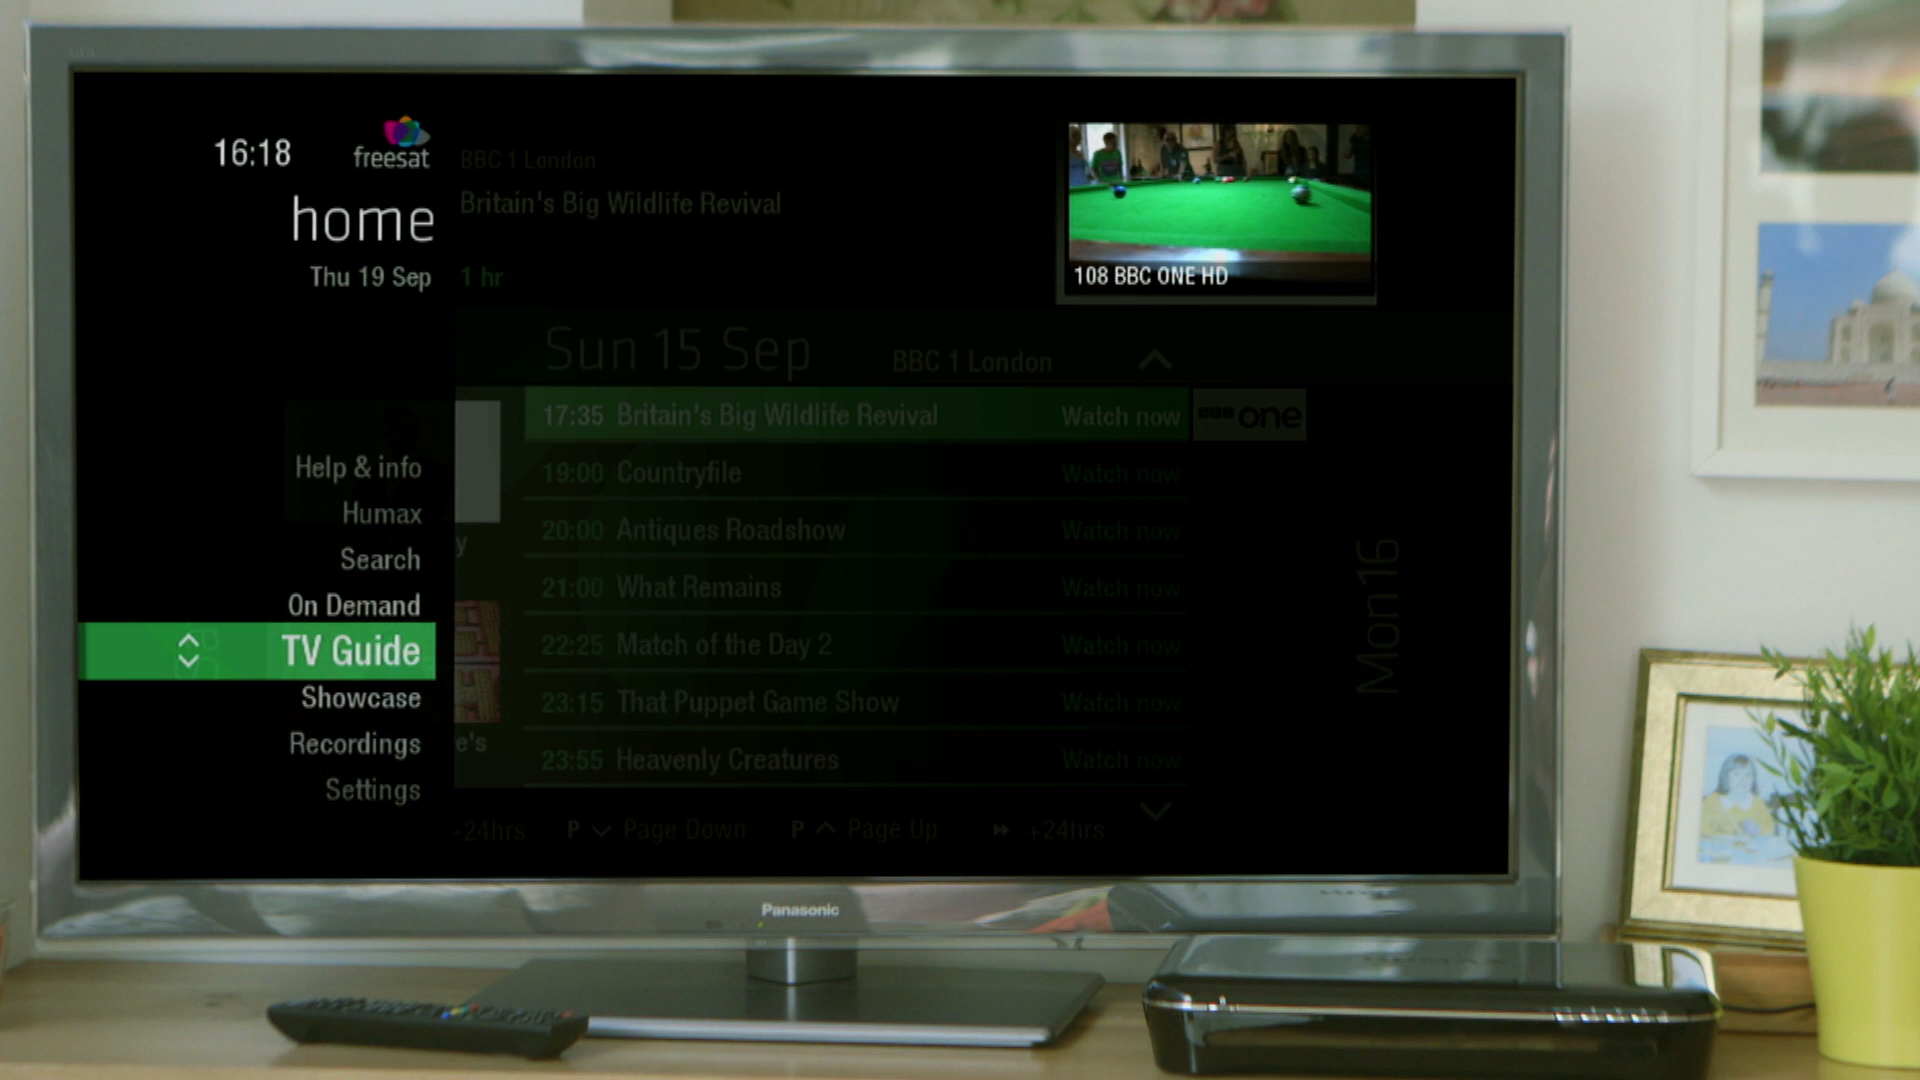 16:18
freesat
home
Thu 19 Sep
BBC 1 London
Britain's Big Wildlife Revival
1 hr
108 BBC ONE HD
Sun 15 Sep
BBC 1 London
17:35 Britain's Big Wildlife Revival Watch now
BBC one
19:00 Countryfile Watch now
20:00 Antiques Roadshow Watch now
21:00 What Remains Watch now
22:25 Match of the Day 2 Watch now
23:15 That Puppet Game Show Watch now
23:55 Heavenly Creatures Watch now
Mon 16
Help & info
Humax
Search
On Demand
TV Guide
Showcase
Recordings
Settings
-24hrs P Page Down P Page Up +24hrs
Panasonic